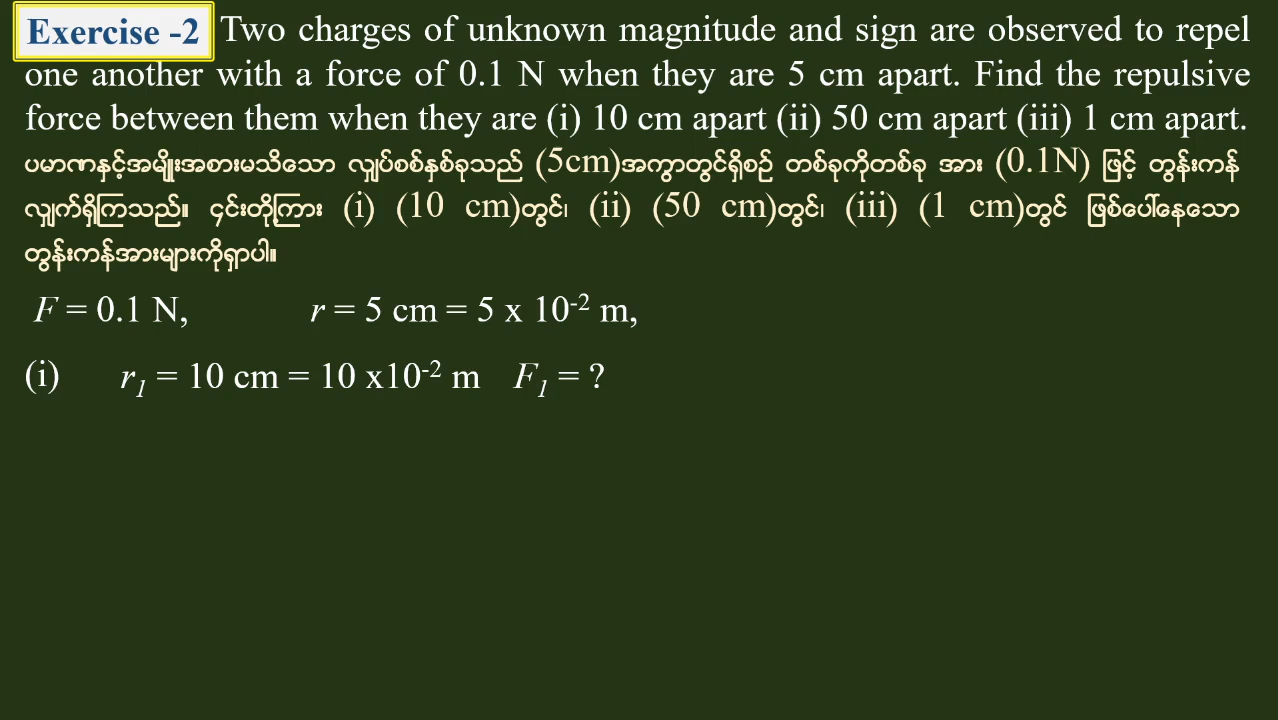 Exercise -2 Two charges of unknown magnitude and sign are observed to repel
one another with a force of 0.1 N when they are 5 cm apart. Find the repulsive
force between them when they are (i) 10 cm apart (ii) 50 cm apart (iii) 1 cm apart.
ပမာဏနှင့်အမျိုးအစားမသိသော လျှပ်စစ်နှစ်ခုသည် (5cm)အကွာတွင်ရှိစဉ် တစ်ခုကိုတစ်ခု အား (0.1N) ဖြင့် တွန်းကန်
လျှက်ရှိကြသည်။ ၄င်းတို့ကြား (i) (10 cm)တွင်၊ (ii) (50 cm)တွင်၊ (iii) (1 cm)တွင် ဖြစ်ပေါ်နေသော
တွန်းကန်အားများကိုရှာပါ။
F = 0.1 N, r = 5 cm = 5 x 10⁻² m,
(i) r₁ = 10 cm = 10 x10⁻² m F₁ = ?